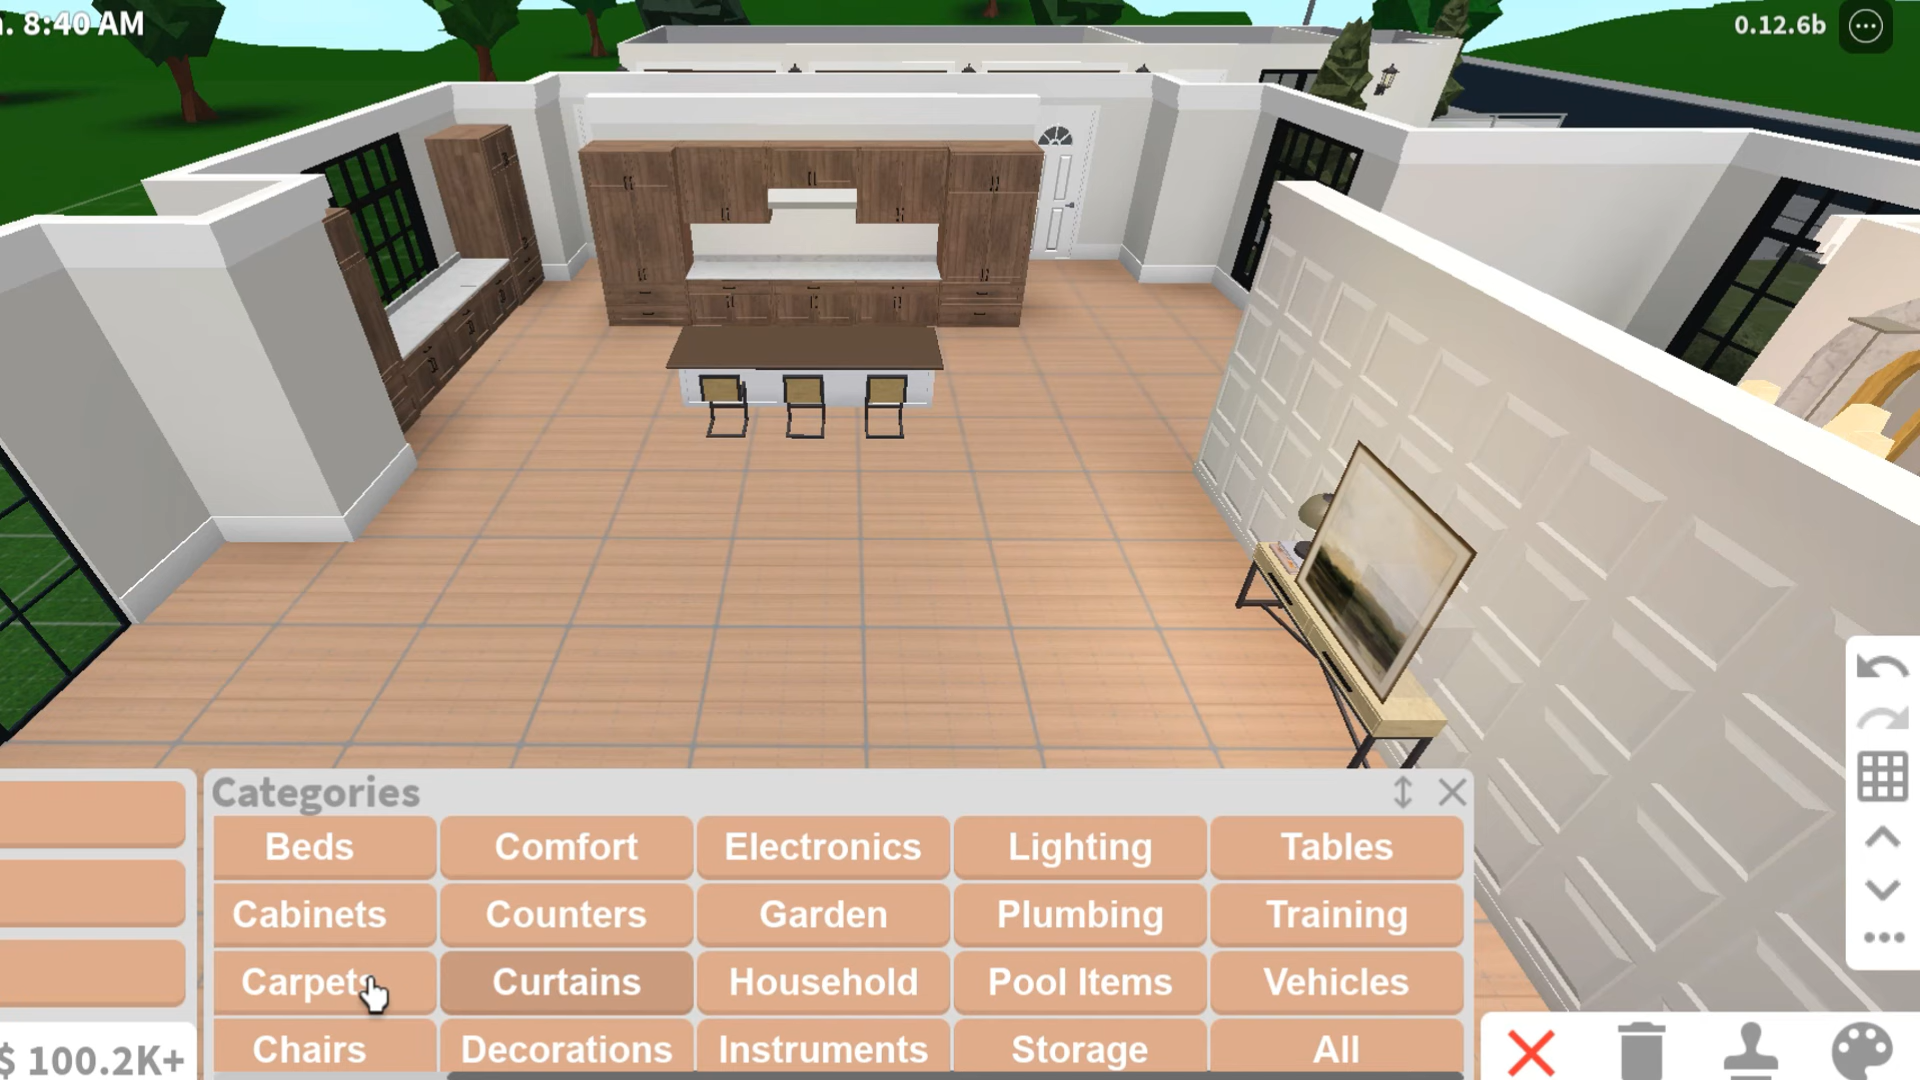 . 8:40 AM
0.12.6b
Categories
Beds Comfort Electronics Lighting Tables
Cabinets Counters Garden Plumbing Training
Carpets Curtains Household Pool Items Vehicles
Chairs Decorations Instruments Storage All
$ 100.2K+